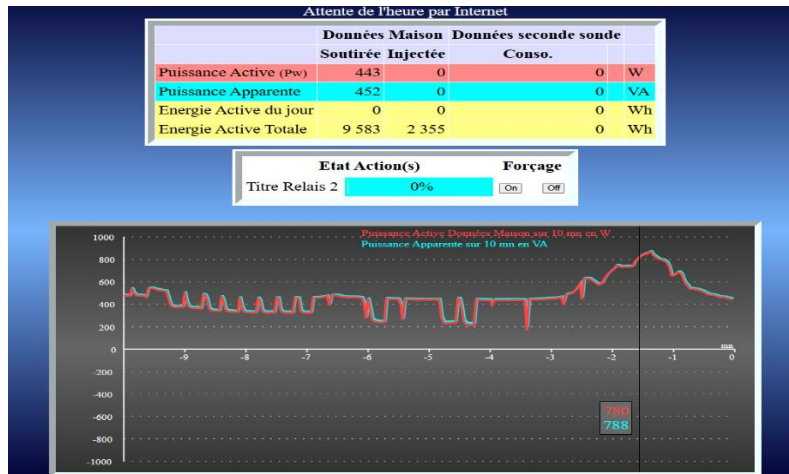 Attente de l'heure par Internet
Données Maison Données seconde sonde
Soutirée Injectée Conso.
Puissance Active (Pw) 443 0 0 W
Puissance Apparente 452 0 0 VA
Energie Active du jour 0 0 0 Wh
Energie Active Totale 9 583 2 355 0 Wh
Etat Action(s) Forçage
Titre Relais 2 0% On Off
Puissance Active Données Maison sur 10 mn en W
Puissance Apparente sur 10 mn en VA
1000
800
600
400
200
0
-200
-400
-600
-800
-1000
-9 -8 -7 -6 -5 -4 -3 -2 -1 0
mn
780
788